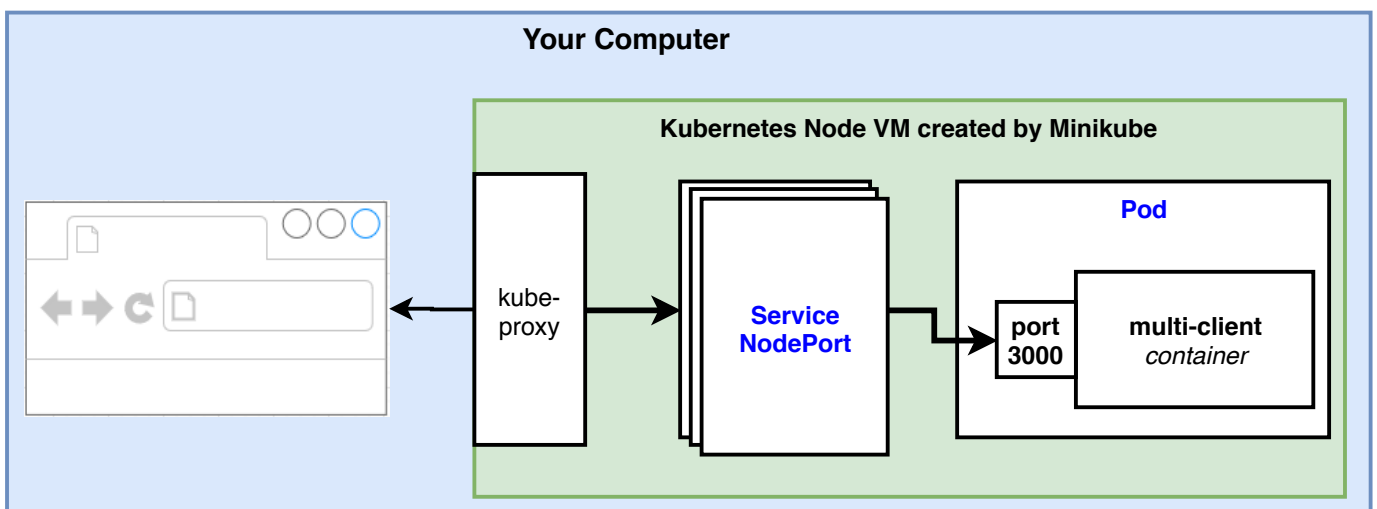 Your Computer
Kubernetes Node VM created by Minikube
kube-
proxy
Service
NodePort
Pod
port
3000
multi-client
container